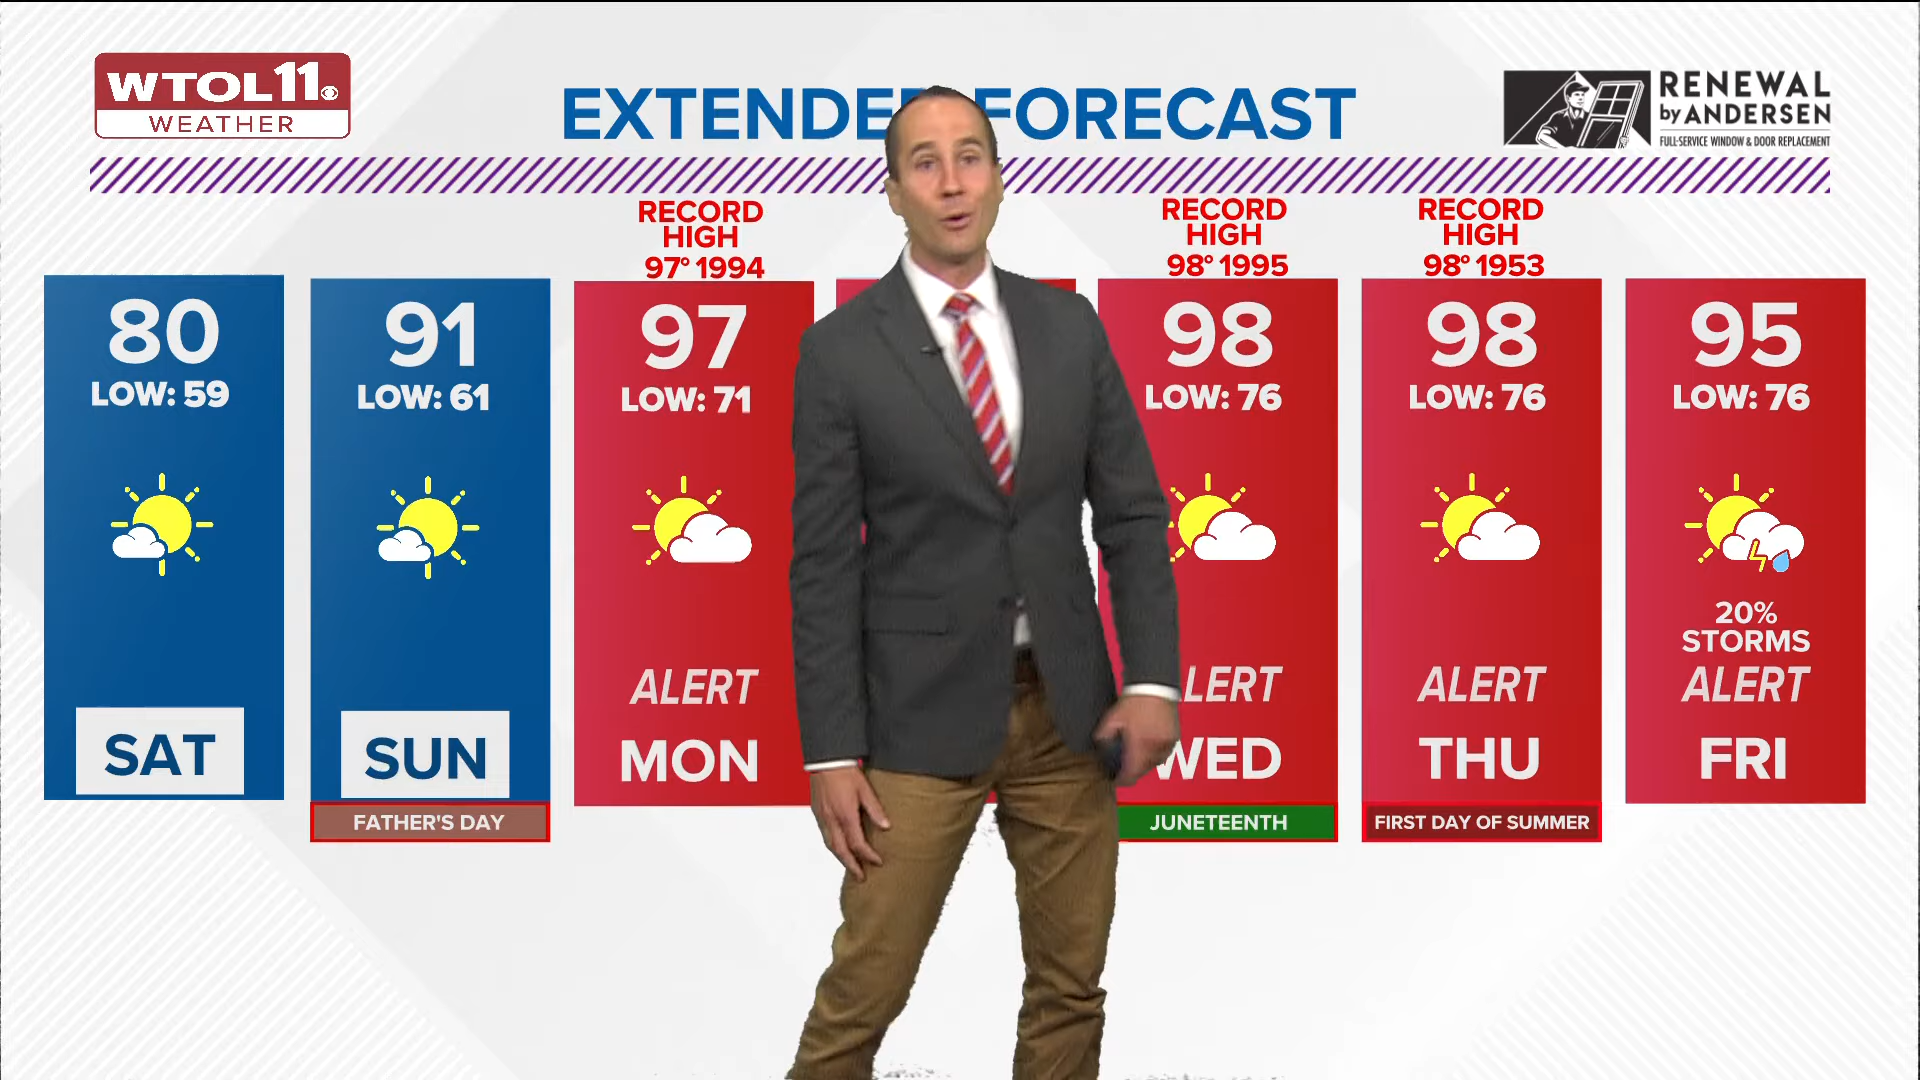 WTOL 11
WEATHER
EXTENDE FORECAST
RENEWAL
by ANDERSEN
FULL-SERVICE WINDOW & DOOR REPLACEMENT
80
LOW: 59
SAT
91
LOW: 61
SUN
FATHER'S DAY
RECORD
HIGH
97° 1994
97
LOW: 71
ALERT
MON
RECORD
HIGH
98° 1995
98
LOW: 76
LERT
WED
JUNETEENTH
RECORD
HIGH
98° 1953
98
LOW: 76
ALERT
THU
FIRST DAY OF SUMMER
95
LOW: 76
20%
STORMS
ALERT
FRI